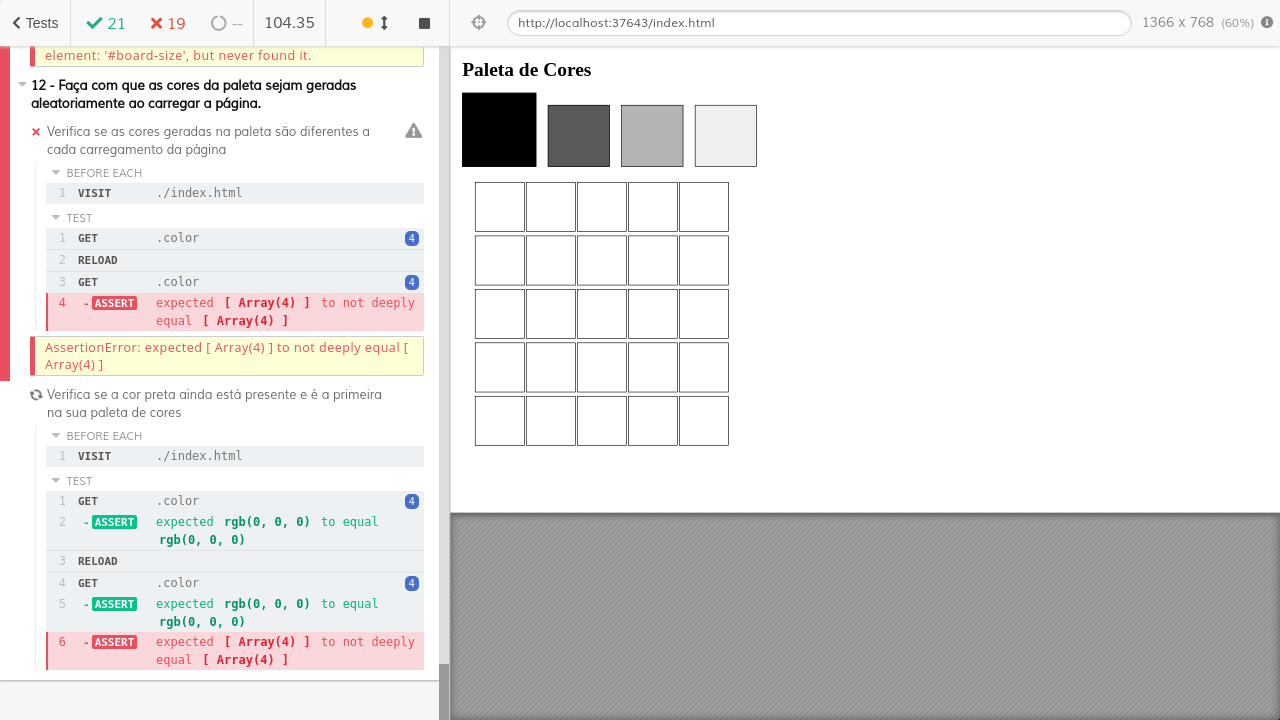 Tests
21
19
--
104.35
http://localhost:37643/index.html
1366 x 768 (60%)
element: '#board-size', but never found it.
12 - Faça com que as cores da paleta sejam geradas
aleatoriamente ao carregar a página.
Verifica se as cores geradas na paleta são diferentes a
cada carregamento da página
BEFORE EACH
1 VISIT ./index.html
TEST
1 GET .color 4
2 RELOAD
3 GET .color 4
4 -ASSERT expected [ Array(4) ] to not deeply
equal [ Array(4) ]
AssertionError: expected [ Array(4) ] to not deeply equal [
Array(4) ]
Verifica se a cor preta ainda está presente e é a primeira
na sua paleta de cores
BEFORE EACH
1 VISIT ./index.html
TEST
1 GET .color 4
2 -ASSERT expected rgb(0, 0, 0) to equal
rgb(0, 0, 0)
3 RELOAD
4 GET .color 4
5 -ASSERT expected rgb(0, 0, 0) to equal
rgb(0, 0, 0)
6 -ASSERT expected [ Array(4) ] to not deeply
equal [ Array(4) ]
Paleta de Cores